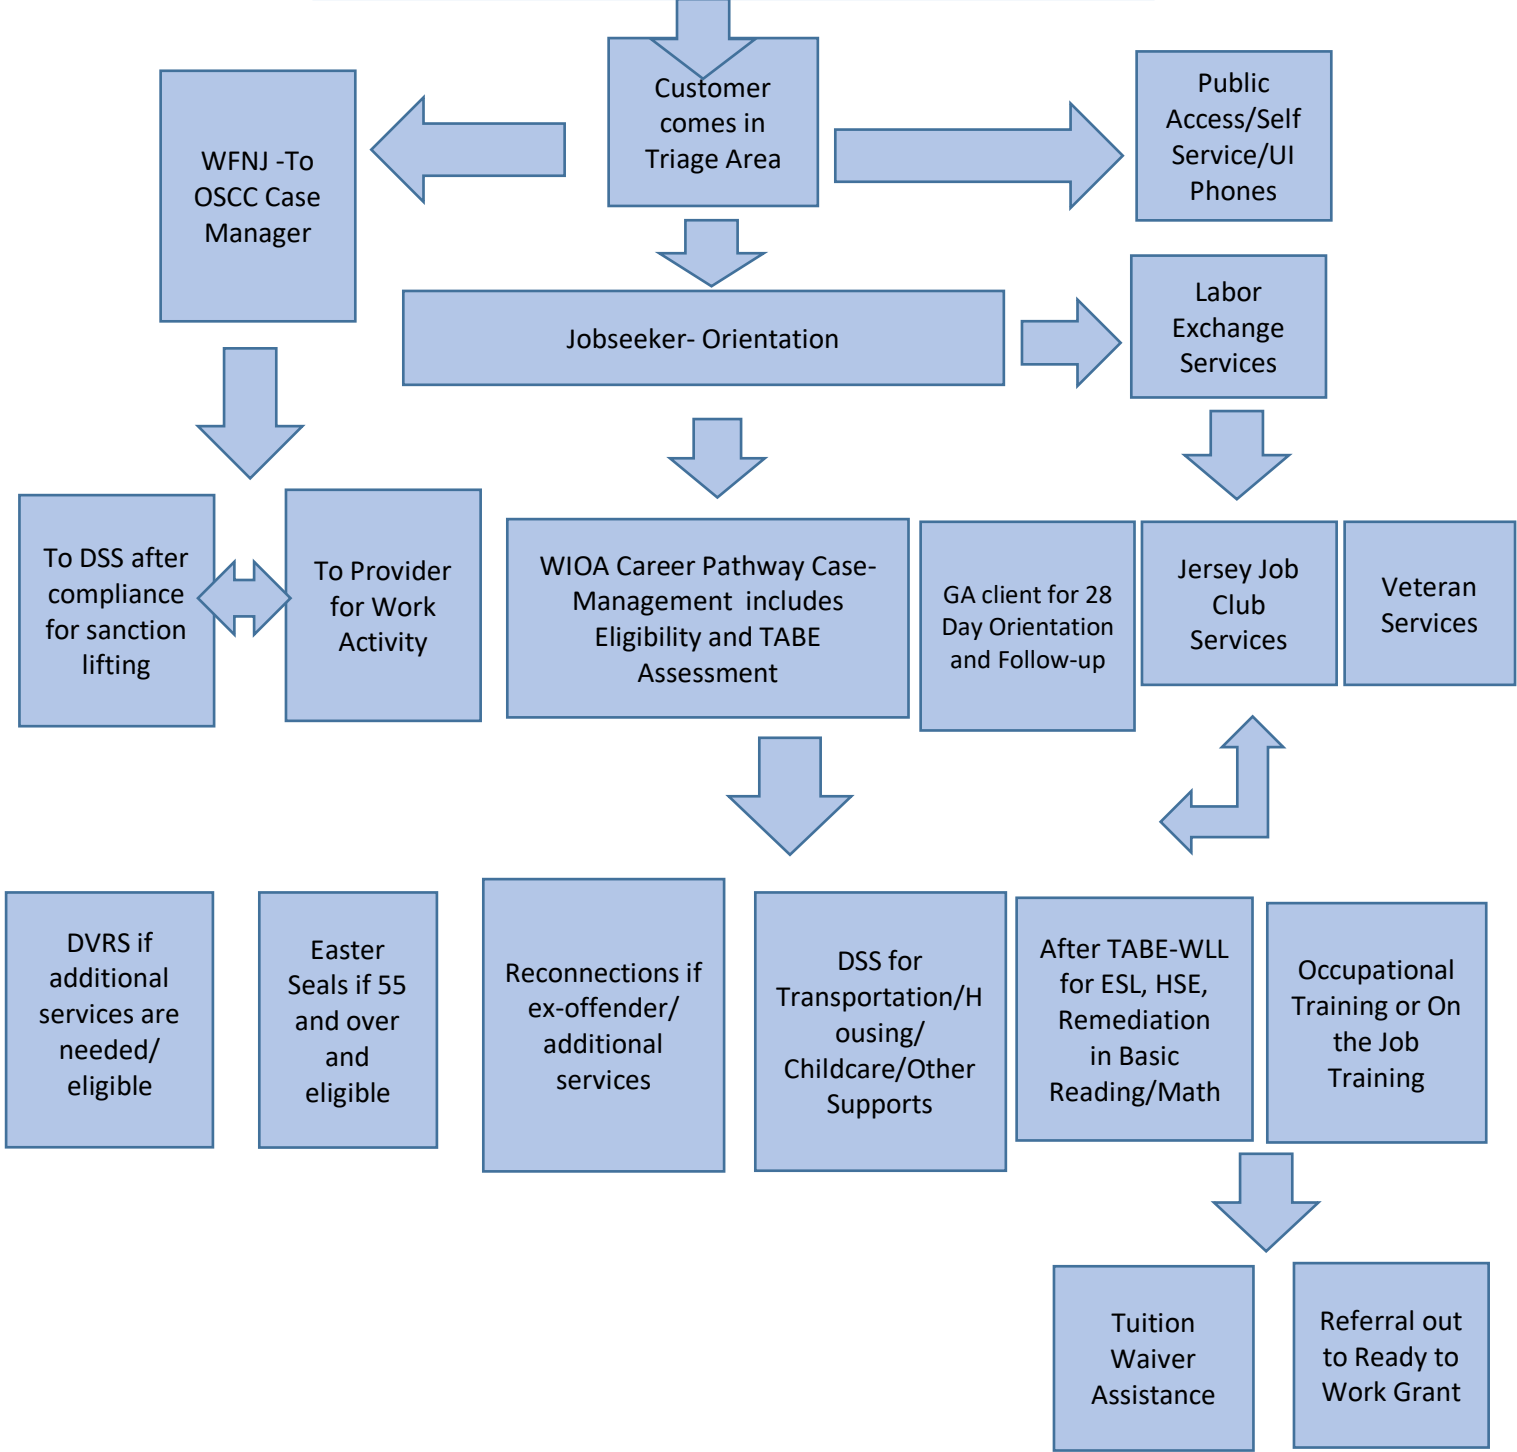 Customer
comes in
Triage Area
WFNJ -To
OSCC Case
Manager
Public
Access/Self
Service/UI
Phones
Jobseeker- Orientation
Labor
Exchange
Services
To DSS after
compliance
for sanction
lifting
To Provider
for Work
Activity
WIOA Career Pathway Case-
Management includes
Eligibility and TABE
Assessment
GA client for 28
Day Orientation
and Follow-up
Jersey Job
Club
Services
Veteran
Services
DVRS if
additional
services are
needed/
eligible
Easter
Seals if 55
and over
and
eligible
Reconnections if
ex-offender/
additional
services
DSS for
Transportation/H
ousing/
Childcare/Other
Supports
After TABE-WLL
for ESL, HSE,
Remediation
in Basic
Reading/Math
Occupational
Training or On
the Job
Training
Tuition
Waiver
Assistance
Referral out
to Ready to
Work Grant